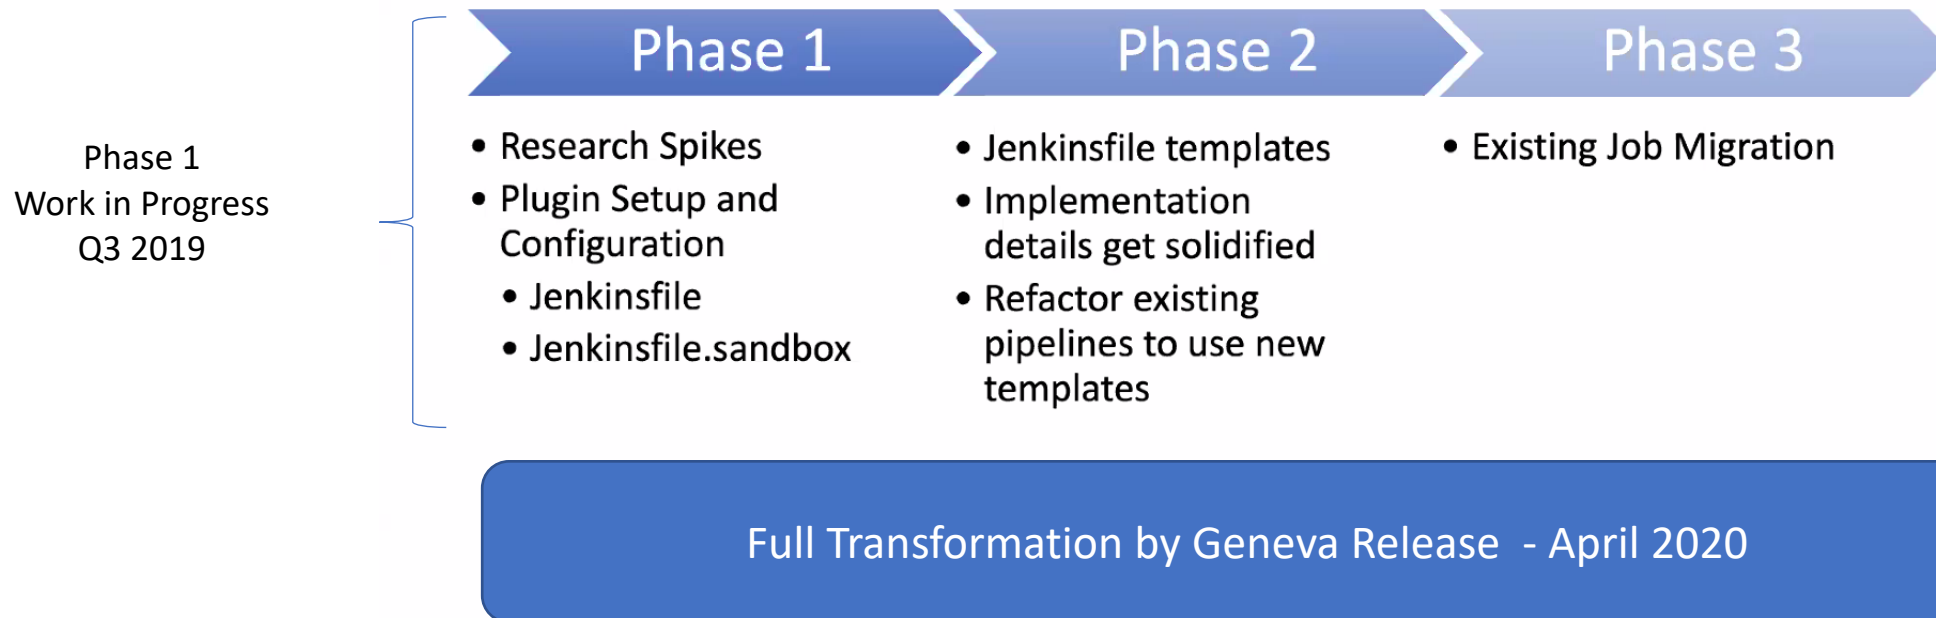 Phase 1
Work in Progress
Q3 2019
Phase 1
• Research Spikes
• Plugin Setup and
Configuration
• Jenkinsfile
• Jenkinsfile.sandbox
Phase 2
• Jenkinsfile templates
• Implementation
details get solidified
• Refactor existing
pipelines to use new
templates
Phase 3
• Existing Job Migration
Full Transformation by Geneva Release - April 2020